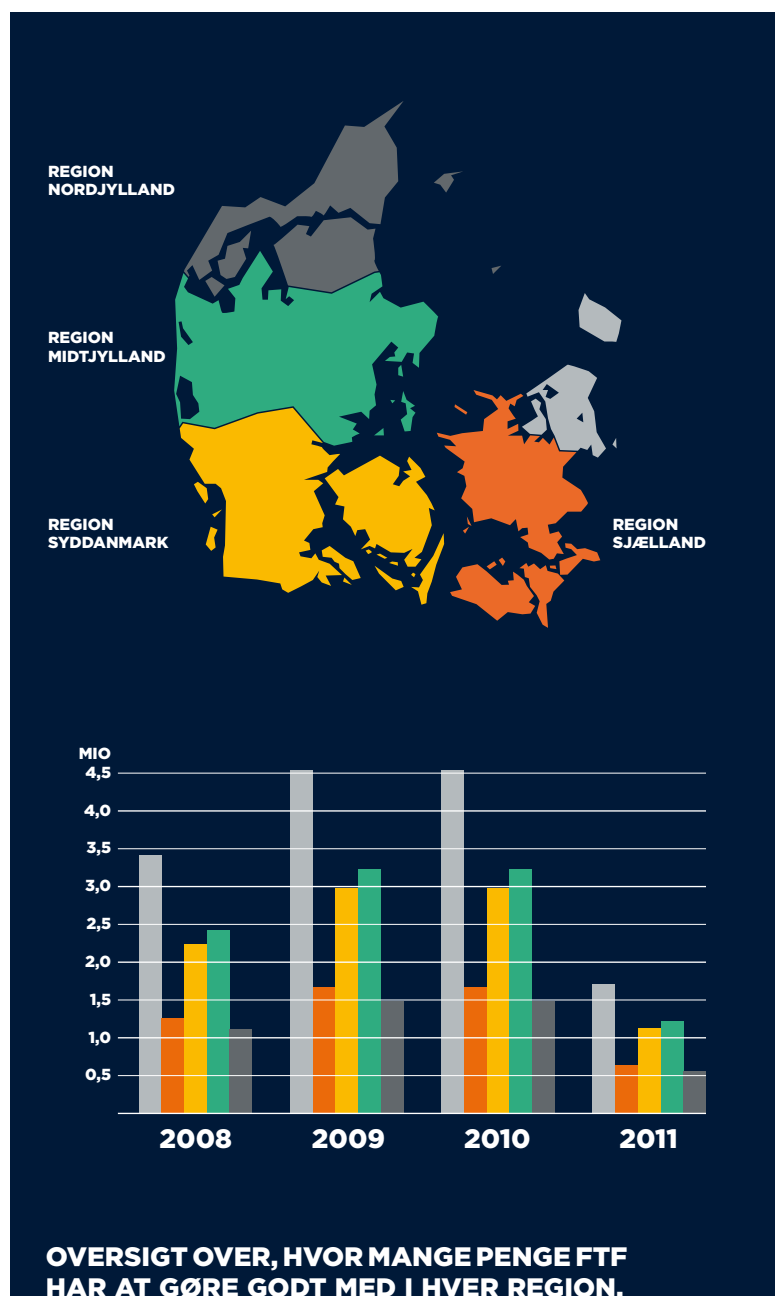 REGION
NORDJYLLAND
REGION
MIDTJYLLAND
REGION
SYDDANMARK
REGION
SJÆLLAND
MIO
4,5
4,0
3,5
3,0
2,5
2,0
1,5
1,0
0,5
2008 2009 2010 2011
OVERSIGT OVER, HVOR MANGE PENGE FTF
HAR AT GØRE GODT MED I HVER REGION.